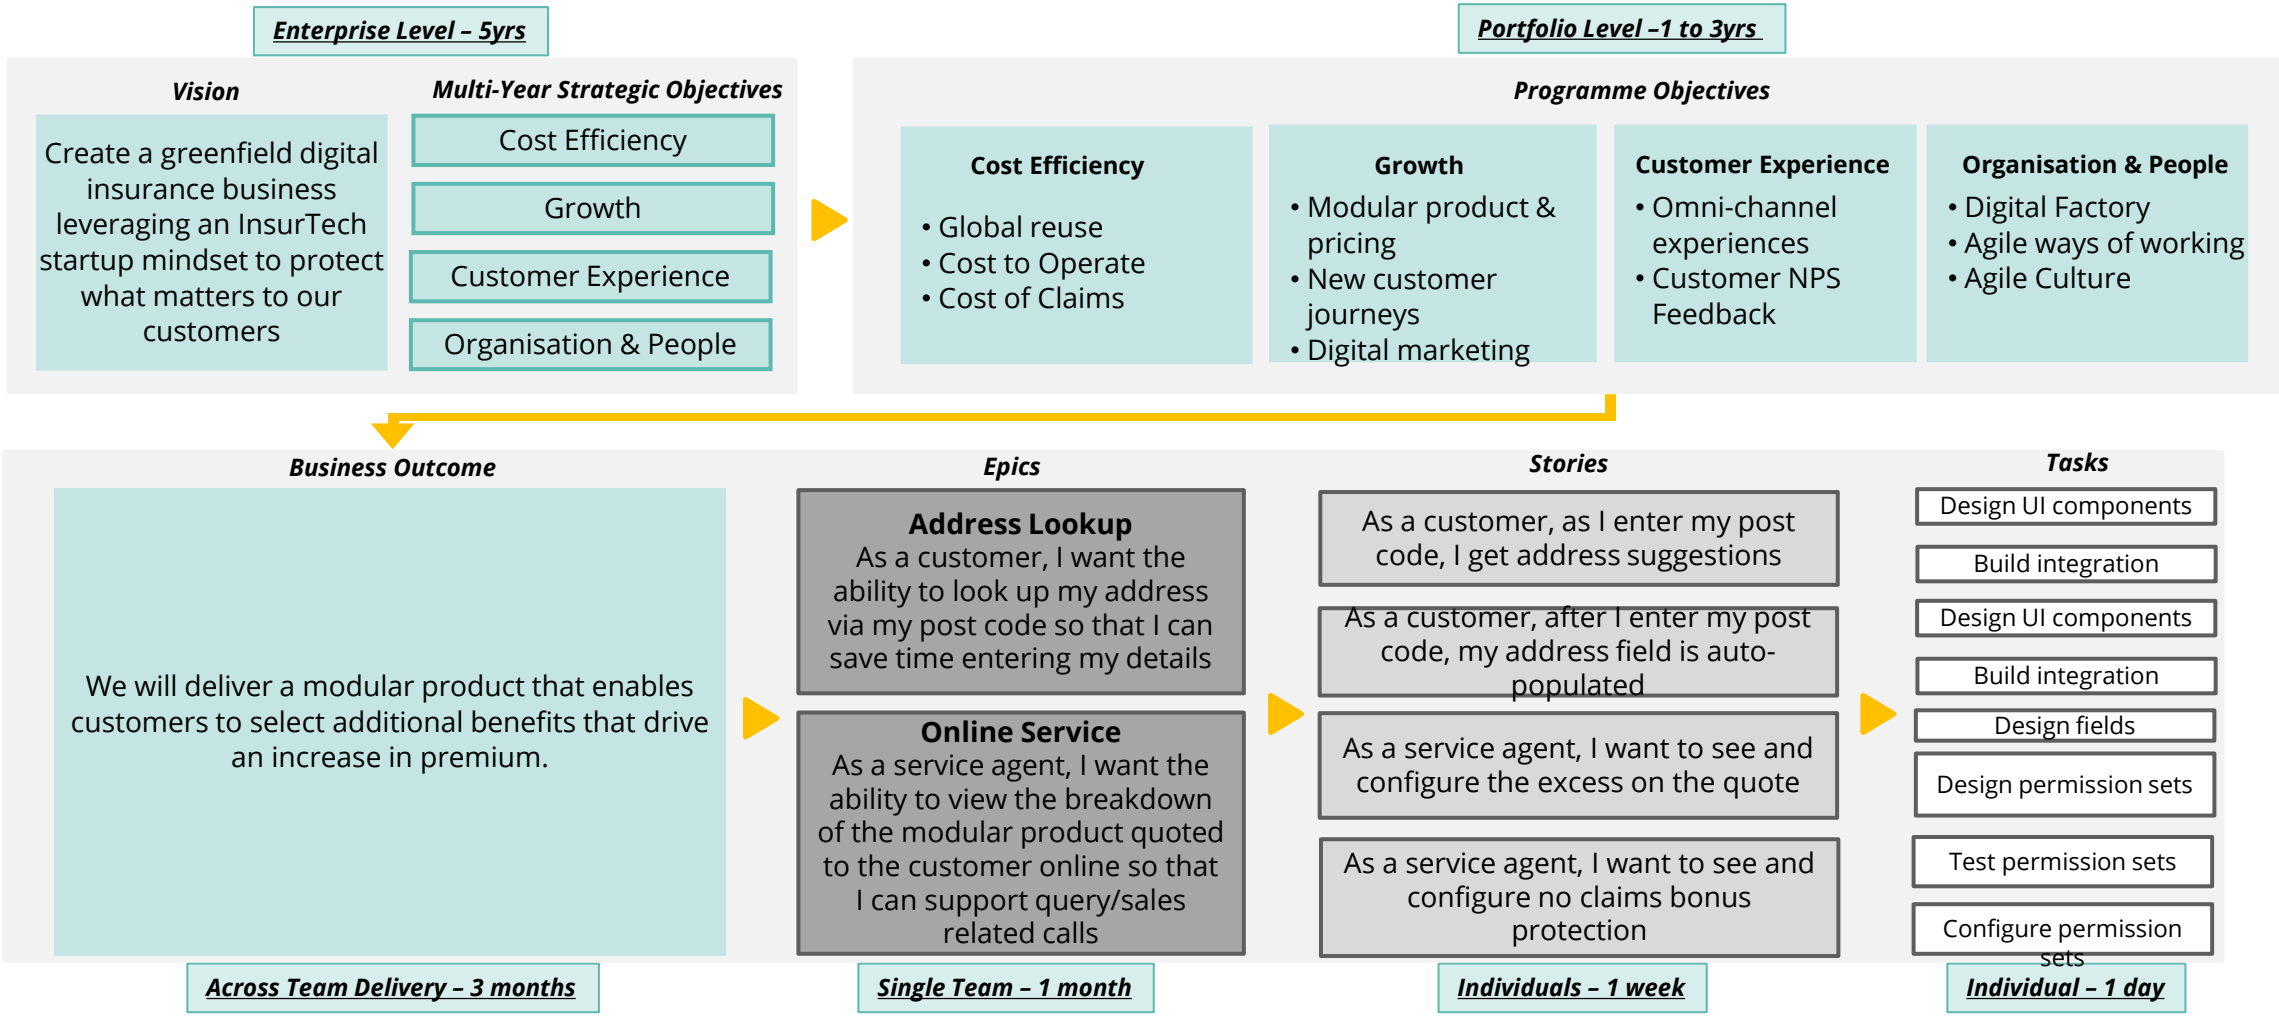 Enterprise Level – 5yrs
Vision
Create a greenfield digital
insurance business
leveraging an InsurTech
startup mindset to protect
what matters to our
customers
Multi-Year Strategic Objectives
Cost Efficiency
Growth
Customer Experience
Organisation & People
Portfolio Level –1 to 3yrs
Programme Objectives
Cost Efficiency
• Global reuse
• Cost to Operate
• Cost of Claims
Growth
• Modular product &
pricing
• New customer
journeys
• Digital marketing
Customer Experience
• Omni-channel
experiences
• Customer NPS
Feedback
Organisation & People
• Digital Factory
• Agile ways of working
• Agile Culture
Business Outcome
We will deliver a modular product that enables
customers to select additional benefits that drive
an increase in premium.
Across Team Delivery – 3 months
Epics
Address Lookup
As a customer, I want the
ability to look up my address
via my post code so that I can
save time entering my details
Online Service
As a service agent, I want the
ability to view the breakdown
of the modular product quoted
to the customer online so that
I can support query/sales
related calls
Single Team – 1 month
Stories
As a customer, as I enter my post
code, I get address suggestions
As a customer, after I enter my post
code, my address field is auto-
populated
As a service agent, I want to see and
configure the excess on the quote
As a service agent, I want to see and
configure no claims bonus
protection
Individuals – 1 week
Tasks
Design UI components
Build integration
Design UI components
Build integration
Design fields
Design permission sets
Test permission sets
Configure permission
sets
Individual – 1 day